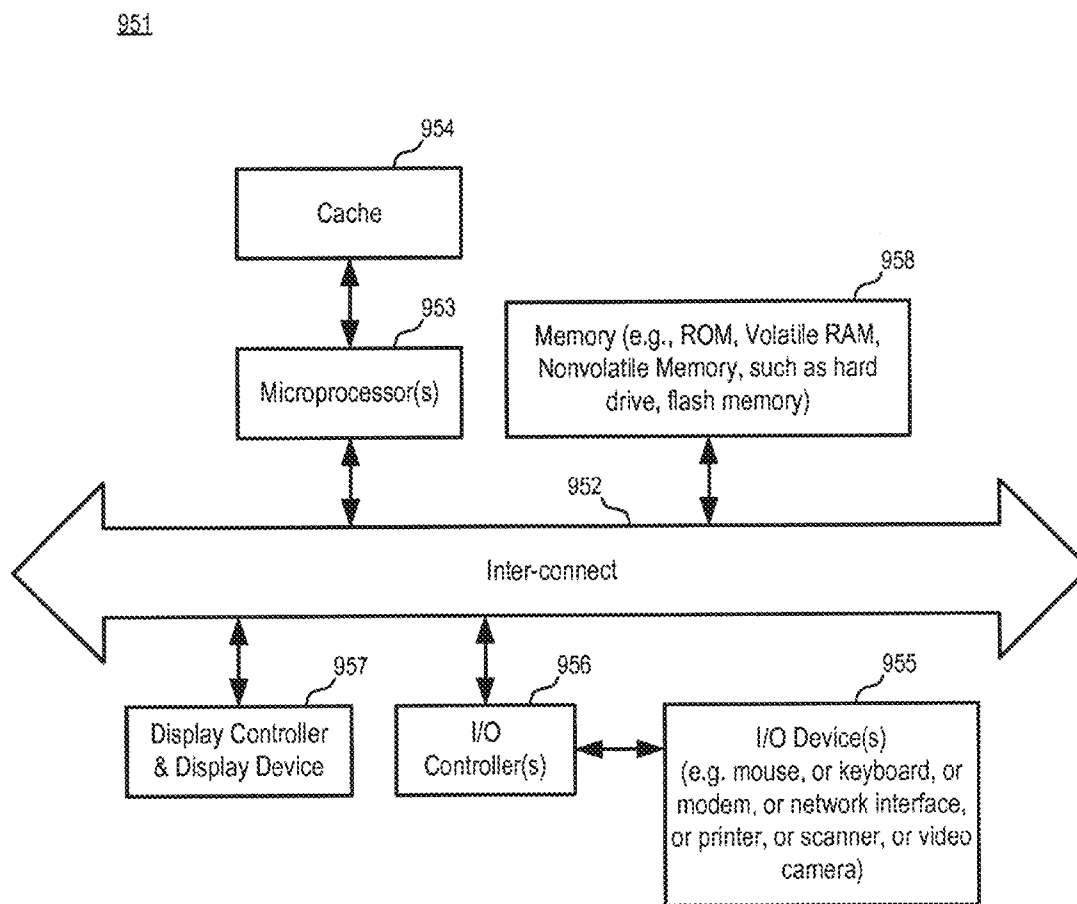 951
954
Cache
953
Microprocessor(s)
958
Memory (e.g., ROM, Volatile RAM,
Nonvolatile Memory, such as hard
drive, flash memory)
952
Inter-connect
957
Display Controller
& Display Device
956
I/O
Controller(s)
955
I/O Device(s)
(e.g. mouse, or keyboard, or
modem, or network interface,
or printer, or scanner, or video
camera)